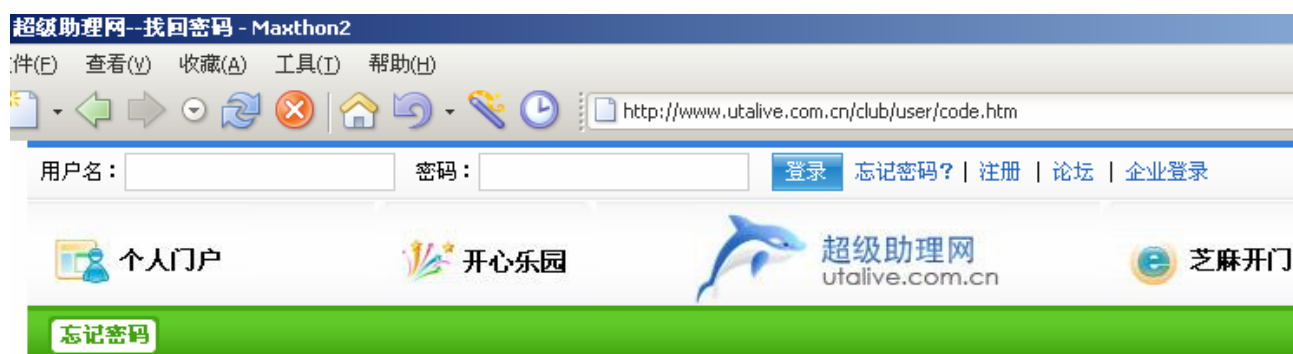 超级助理网--找回密码 - Maxthon2
件(F) 查看(V) 收藏(A) 工具(T) 帮助(H)
http://www.utalive.com.cn/club/user/code.htm
用户名： 密码： 登录 忘记密码? | 注册 | 论坛 | 企业登录
个人门户 开心乐园 超级助理网 芝麻开门
utalive.com.cn
忘记密码